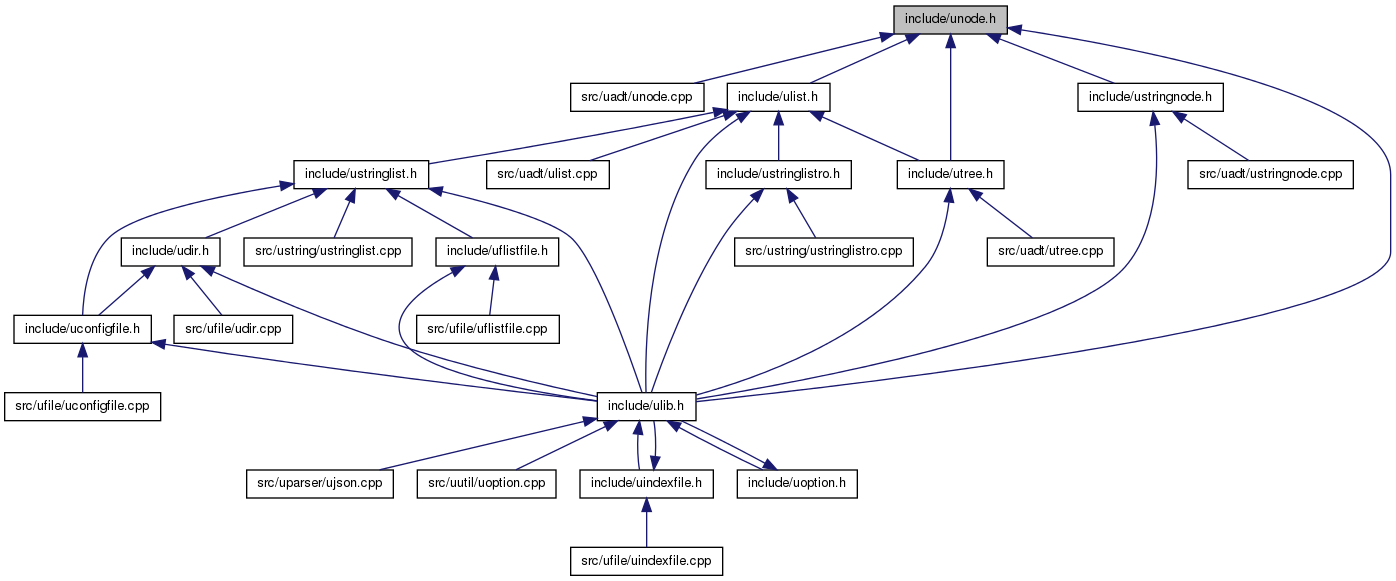 include/unode.h
src/uadt/unode.cpp
include/ulist.h
include/ustringnode.h
include/ustringlist.h
src/uadt/ulist.cpp
include/ustringlistro.h
include/utree.h
src/uadt/ustringnode.cpp
include/udir.h
src/ustring/ustringlist.cpp
include/uflistfile.h
src/ustring/ustringlistro.cpp
src/uadt/utree.cpp
include/uconfigfile.h
src/ufile/udir.cpp
src/ufile/uflistfile.cpp
src/ufile/uconfigfile.cpp
include/ulib.h
src/uparser/ujson.cpp
src/uutil/uoption.cpp
include/uindexfile.h
include/uoption.h
src/ufile/uindexfile.cpp